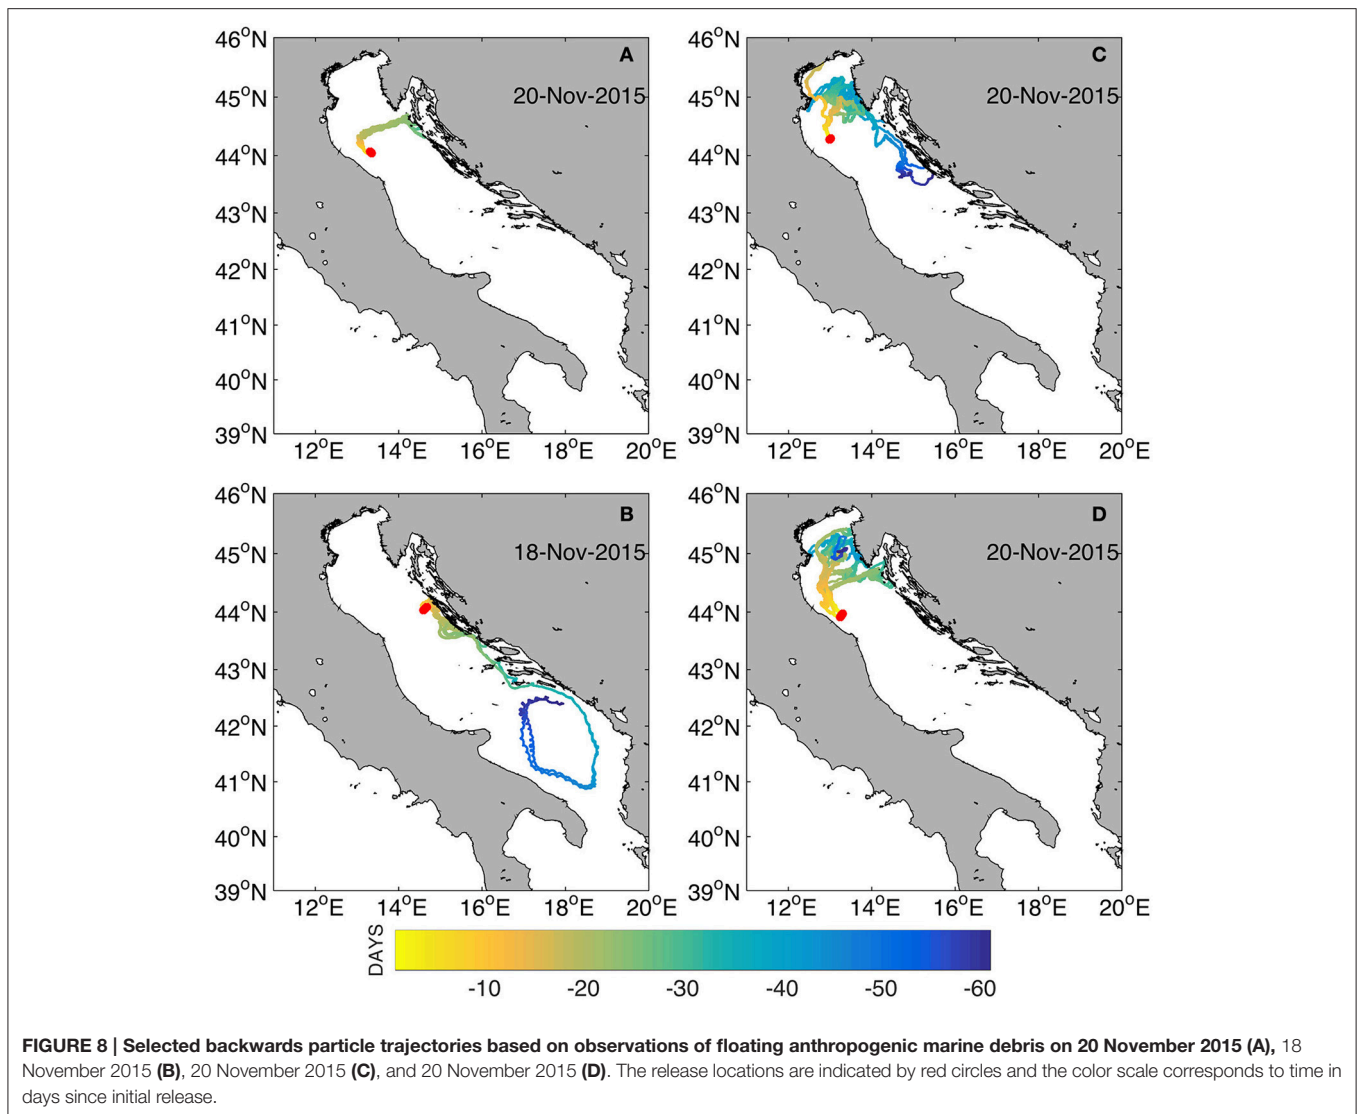 46°N
45°N
44°N
43°N
42°N
41°N
40°N
39°N
12°E 14°E 16°E 18°E 20°E
A
20-Nov-2015
46°N
45°N
44°N
43°N
42°N
41°N
40°N
39°N
12°E 14°E 16°E 18°E 20°E
C
20-Nov-2015
46°N
45°N
44°N
43°N
42°N
41°N
40°N
39°N
12°E 14°E 16°E 18°E 20°E
B
18-Nov-2015
46°N
45°N
44°N
43°N
42°N
41°N
40°N
39°N
12°E 14°E 16°E 18°E 20°E
D
20-Nov-2015
DAYS
-10 -20 -30 -40 -50 -60
FIGURE 8 | Selected backwards particle trajectories based on observations of floating anthropogenic marine debris on 20 November 2015 (A), 18
November 2015 (B), 20 November 2015 (C), and 20 November 2015 (D). The release locations are indicated by red circles and the color scale corresponds to time in
days since initial release.